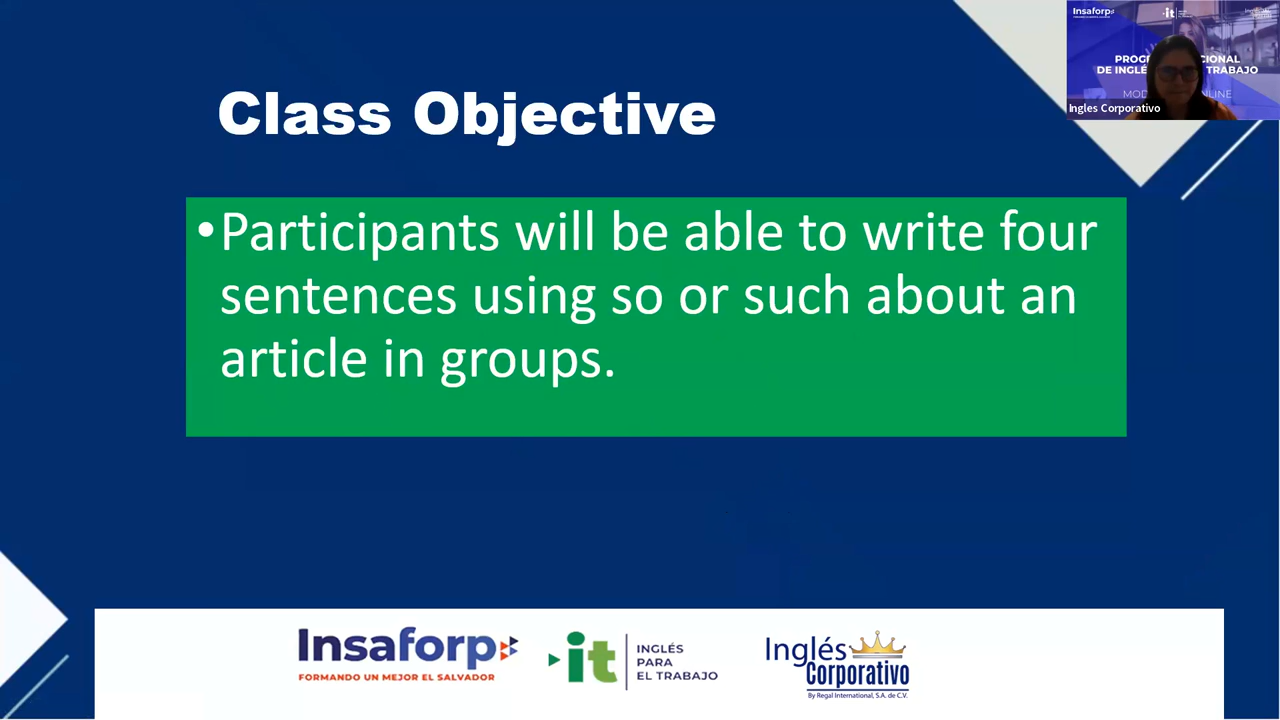 Class Objective
•Participants will be able to write four
sentences using so or such about an
article in groups.
Insaforp
it
PROG CIONAL
DE INGLÉ TRABAJO
MOD LINE
Ingles Corporativo
Insaforp
FORMANDO UN MEJOR EL SALVADOR
it
INGLÉS
PARA
EL TRABAJO
Inglés
Corporativo
By Regal International, S.A. de C.V.